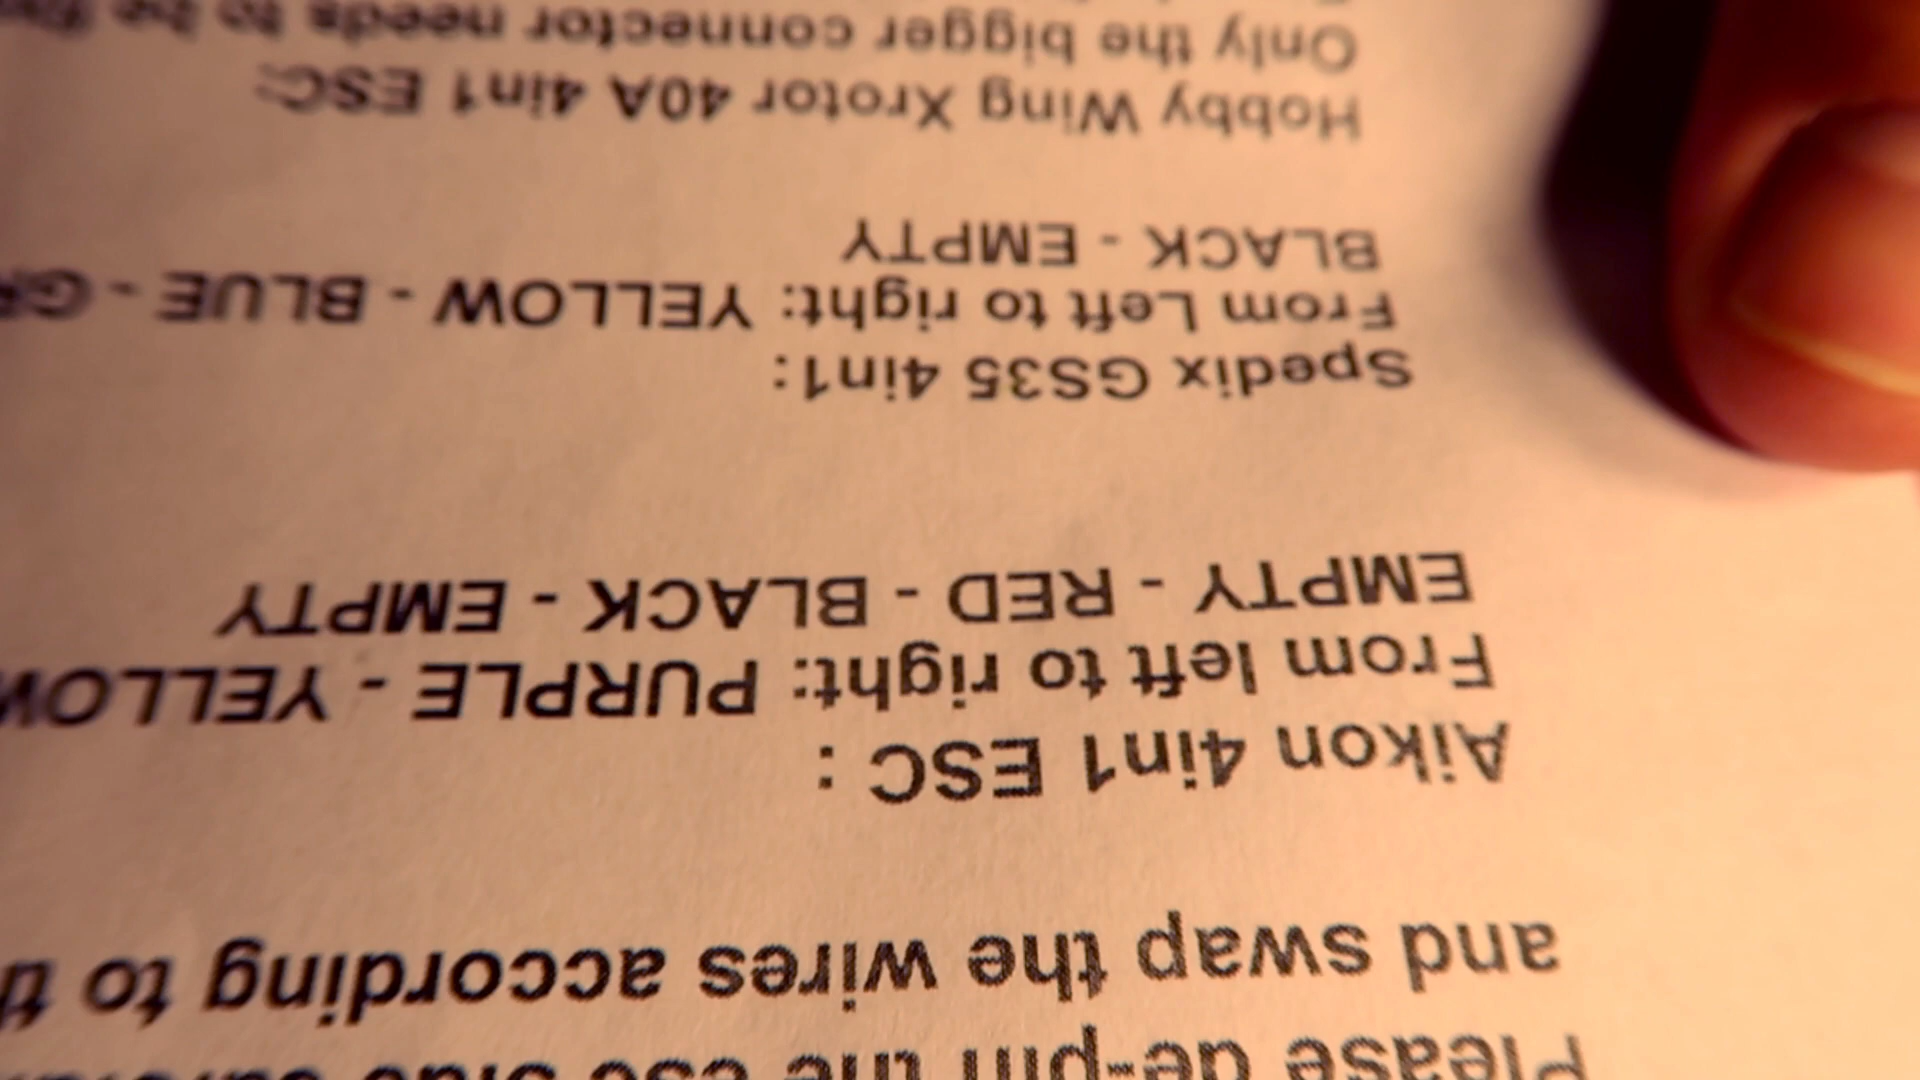 Please de-pin the esc side
and swap the wires according to
Aikon 4in1 ESC :
From left to right: PURPLE - YELLOW
EMPTY - RED - BLACK - EMPTY
Spedix GS35 4in1:
From Left to right: YELLOW - BLUE -
BLACK - EMPTY
Hobby Wing Xrotor 40A 4in1 ESC:
Only the bigger connector needs to be